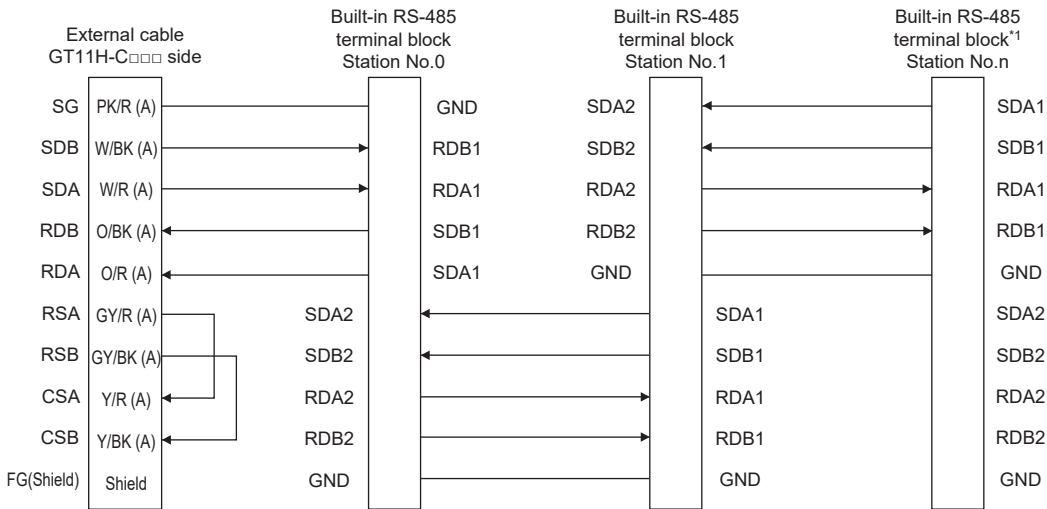 External cable
GT11H-C□□□ side
Built-in RS-485
terminal block
Station No.0
Built-in RS-485
terminal block
Station No.1
Built-in RS-485
terminal block*1
Station No.n
SG PK/R (A) GND SDA2 SDA1
SDB W/BK (A) RDB1 SDB2 SDB1
SDA W/R (A) RDA1 RDA2 RDA1
RDB O/BK (A) SDB1 RDB2 RDB1
RDA O/R (A) SDA1 GND GND
RSA GY/R (A) SDA2 SDA1 SDA2
RSB GY/BK (A) SDB2 SDB1 SDB2
CSA Y/R (A) RDA2 RDA1 RDA2
CSB Y/BK (A) RDB2 RDB1 RDB2
FG(Shield) Shield GND GND GND